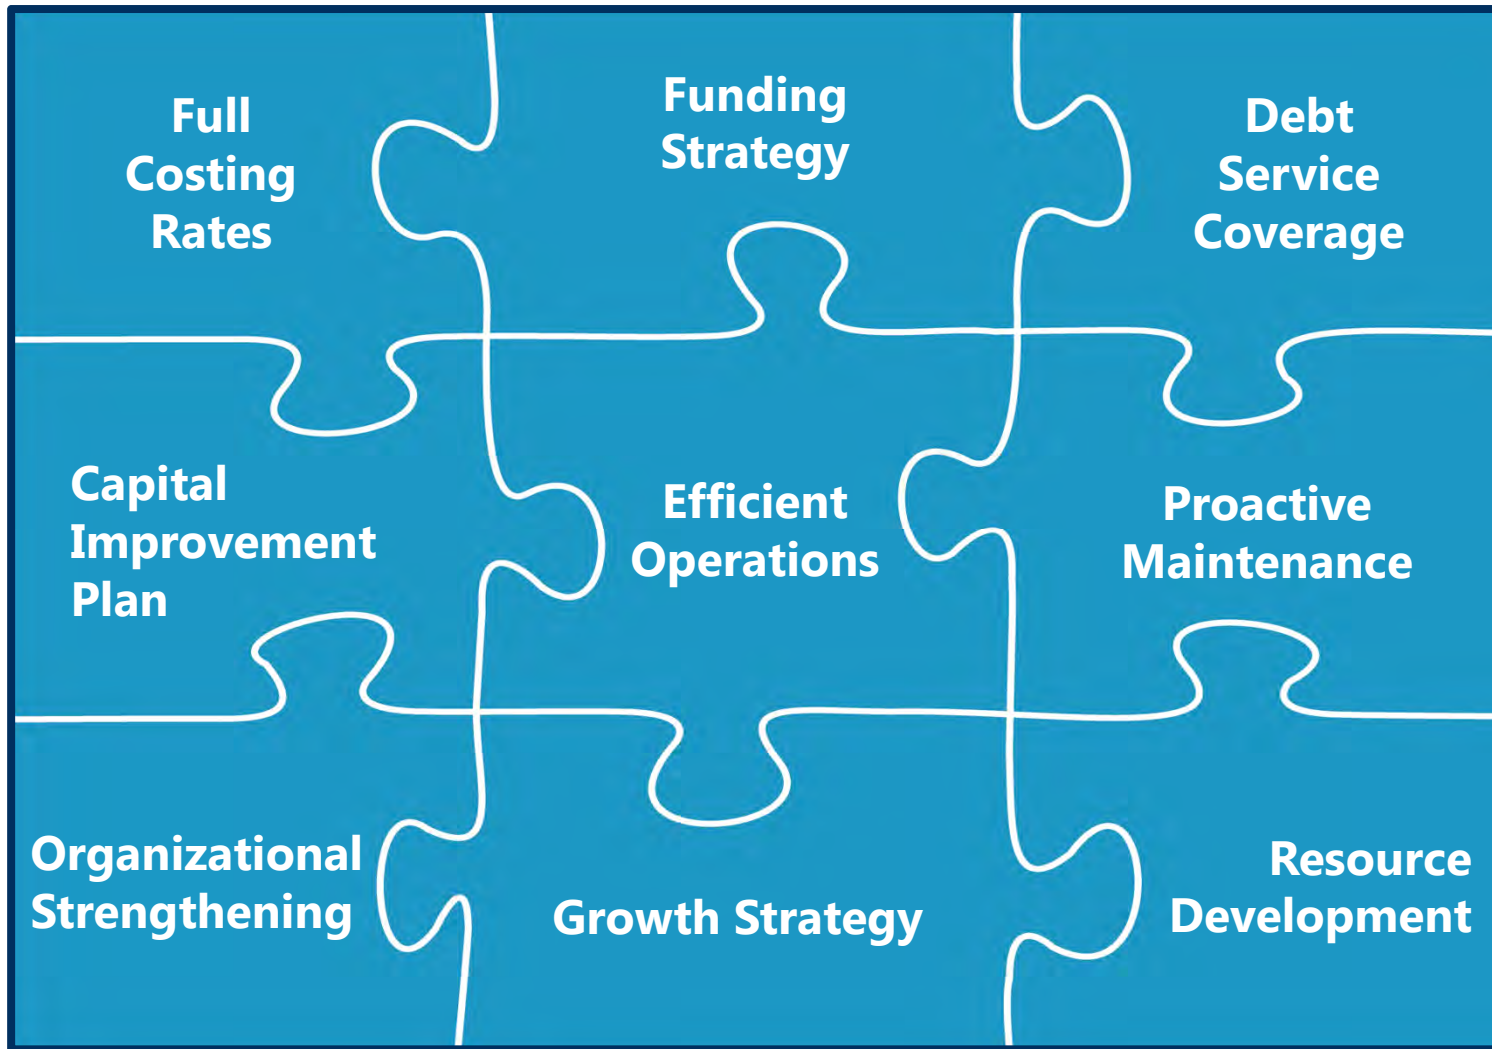 Full
Costing
Rates
Funding
Strategy
Debt
Service
Coverage
Capital
Improvement
Plan
Efficient
Operations
Proactive
Maintenance
Organizational
Strengthening
Growth Strategy
Resource
Development